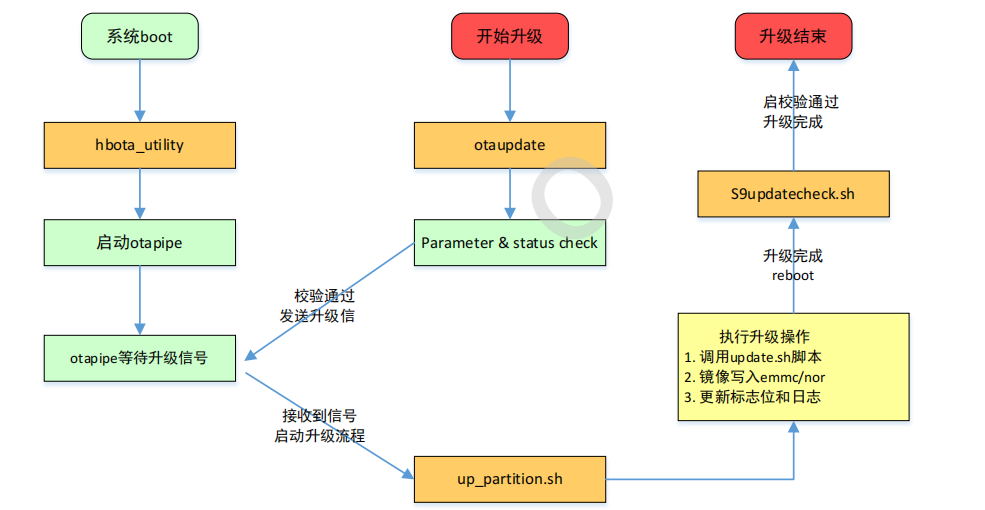 系统boot
hbota_utility
启动otapipe
otapipe等待升级信号
开始升级
otaupdate
Parameter & status check
校验通过
发送升级信
接收到信号
启动升级流程
up_partition.sh
执行升级操作
1. 调用update.sh脚本
2. 镜像写入emmc/nor
3. 更新标志位和日志
升级完成
reboot
S9updatecheck.sh
启校验通过
升级完成
升级结束